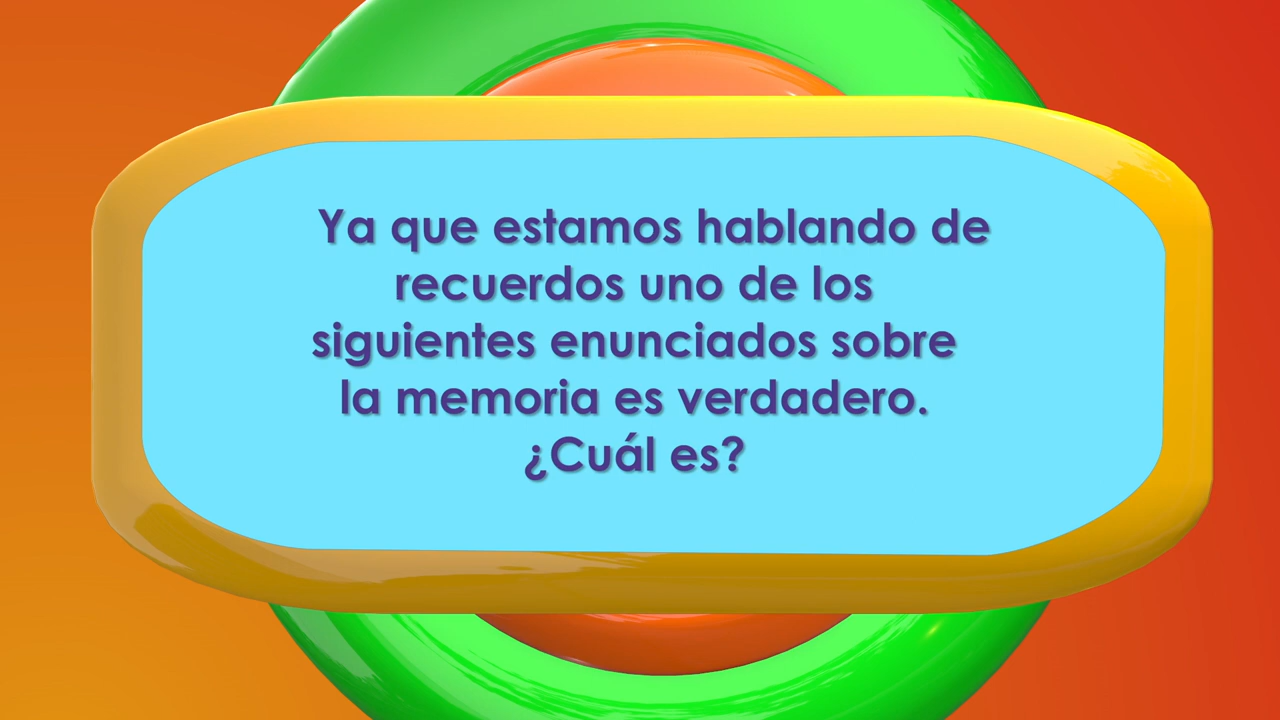 Ya que estamos hablando de
recuerdos uno de los
siguientes enunciados sobre
la memoria es verdadero.
¿Cuál es?